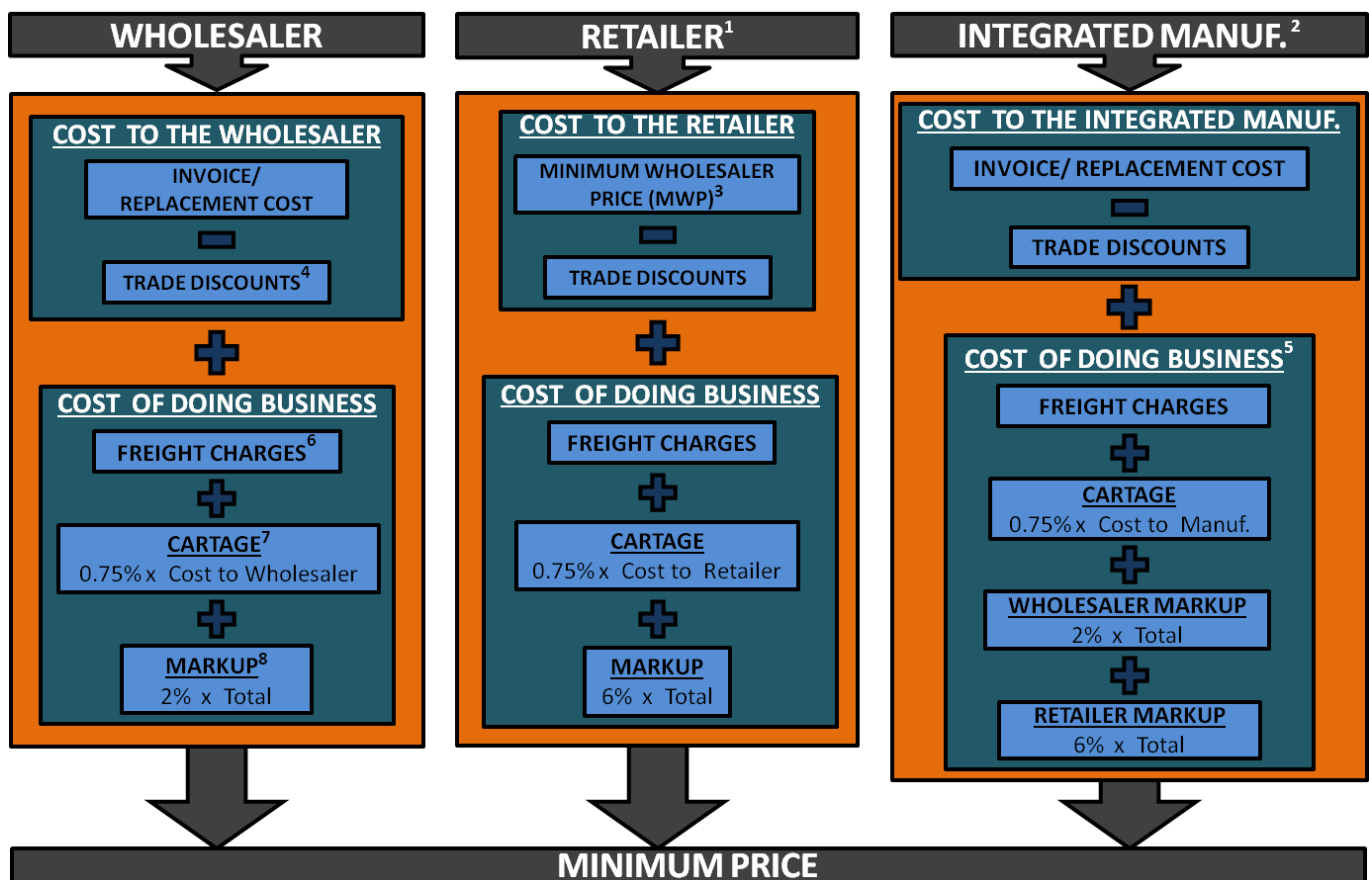 WHOLESALER
COST TO THE WHOLESALER
INVOICE/
REPLACEMENT COST
TRADE DISCOUNTS4
COST OF DOING BUSINESS
FREIGHT CHARGES6
CARTAGE7
0.75% x Cost to Wholesaler
MARKUP8
2% x Total
RETAILER1
COST TO THE RETAILER
MINIMUM WHOLESALER
PRICE (MWP)3
TRADE DISCOUNTS
COST OF DOING BUSINESS
FREIGHT CHARGES
CARTAGE
0.75% x Cost to Retailer
MARKUP
6% x Total
INTEGRATED MANUF. 2
COST TO THE INTEGRATED MANUF.
INVOICE/ REPLACEMENT COST
TRADE DISCOUNTS
COST OF DOING BUSINESS5
FREIGHT CHARGES
CARTAGE
0.75% x Cost to Manuf.
WHOLESALER MARKUP
2% x Total
RETAILER MARKUP
6% x Total
MINIMUM PRICE